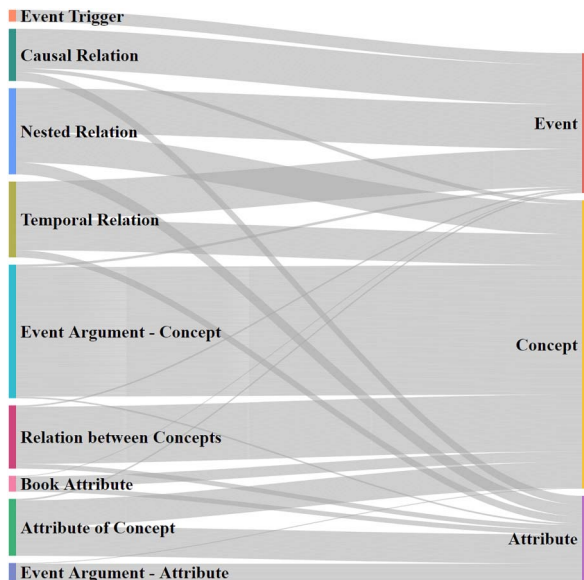 Event Trigger
Causal Relation
Nested Relation
Temporal Relation
Event Argument - Concept
Relation between Concepts
Book Attribute
Attribute of Concept
Event Argument - Attribute
Event
Concept
Attribute